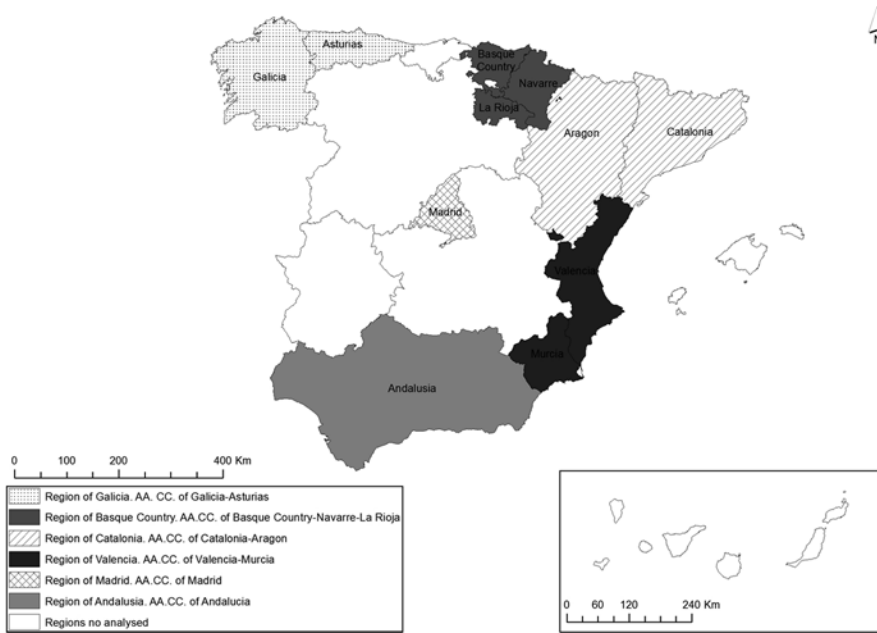 N
Asturias
Galicia
Basque
Country
Navarre
La Rioja
Aragon
Catalonia
Madrid
Valencia
Murcia
Andalusia
0 100 200 400 Km
Region of Galicia. AA. CC. of Galicia-Asturias
Region of Basque Country. AA.CC. of Basque Country-Navarre-La Rioja
Region of Catalonia. AA.CC. of Catalonia-Aragon
Region of Valencia. AA.CC. of Valencia-Murcia
Region of Madrid. AA.CC. of Madrid
Region of Andalusia. AA.CC. of Andalucia
Regions no analysed
0 60 120 240 Km